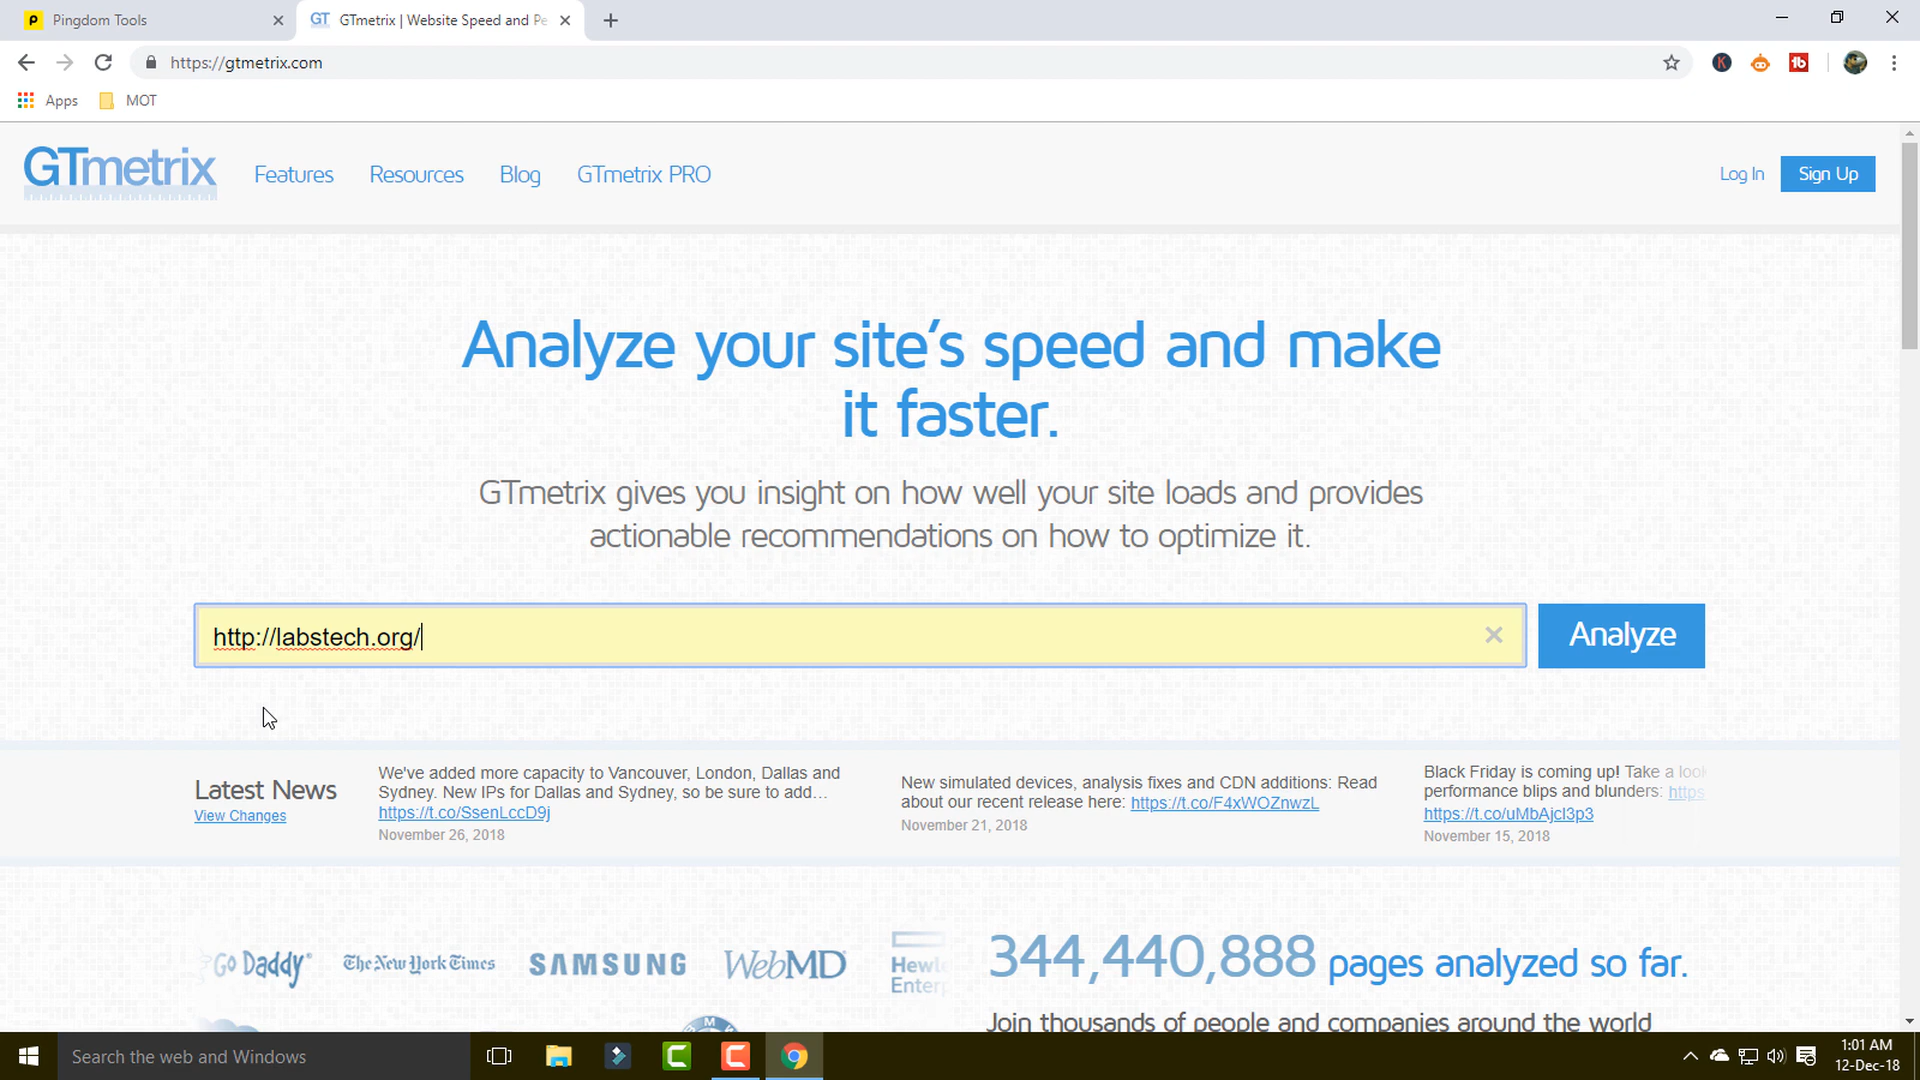 Pingdom Tools
GTmetrix | Website Speed and Pe
https://gtmetrix.com
Apps
MOT
GTmetrix
Features
Resources
Blog
GTmetrix PRO
Log In
Sign Up
Analyze your site's speed and make
it faster.
GTmetrix gives you insight on how well your site loads and provides
actionable recommendations on how to optimize it.
http://labstech.org/
Analyze
Latest News
View Changes
We've added more capacity to Vancouver, London, Dallas and
Sydney. New IPs for Dallas and Sydney, so be sure to add...
https://t.co/SsenLccD9j
November 26, 2018
New simulated devices, analysis fixes and CDN additions: Read
about our recent release here: https://t.co/F4xWOZnwzL
November 21, 2018
Black Friday is coming up! Take a look
performance blips and blunders: https
https://t.co/uMbAjcl3p3
November 15, 2018
Go Daddy
The New York Times
SAMSUNG
WebMD
Hewle
Enterp
344,440,888 pages analyzed so far.
Join thousands of people and companies around the world
Search the web and Windows
1:01 AM
12-Dec-18